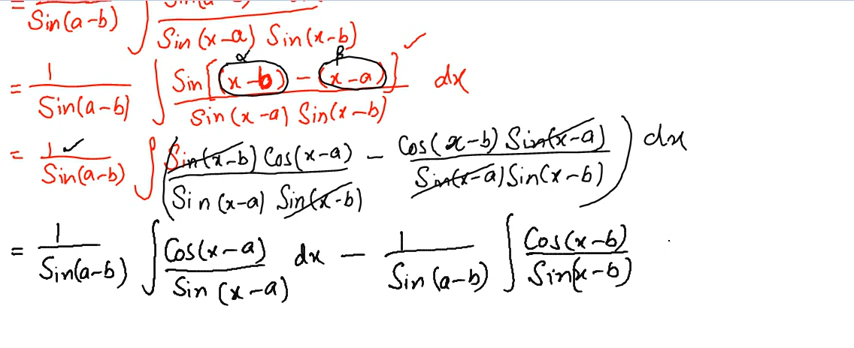 = Sin(a-b) ∫ Sin(x-a) Sin(x-b)
α β
= 1/Sin(a-b) ∫ Sin[(x-b) - (x-a)]/Sin(x-a) Sin(x-b) dx
= 1/Sin(a-b) ∫ (Sin(x-b) Cos(x-a)/Sin(x-a) Sin(x-b) - Cos(x-b) Sin(x-a)/Sin(x-a) Sin(x-b)) dx
= 1/Sin(a-b) ∫ Cos(x-a)/Sin(x-a) dx - 1/Sin(a-b) ∫ Cos(x-b)/Sin(x-b)